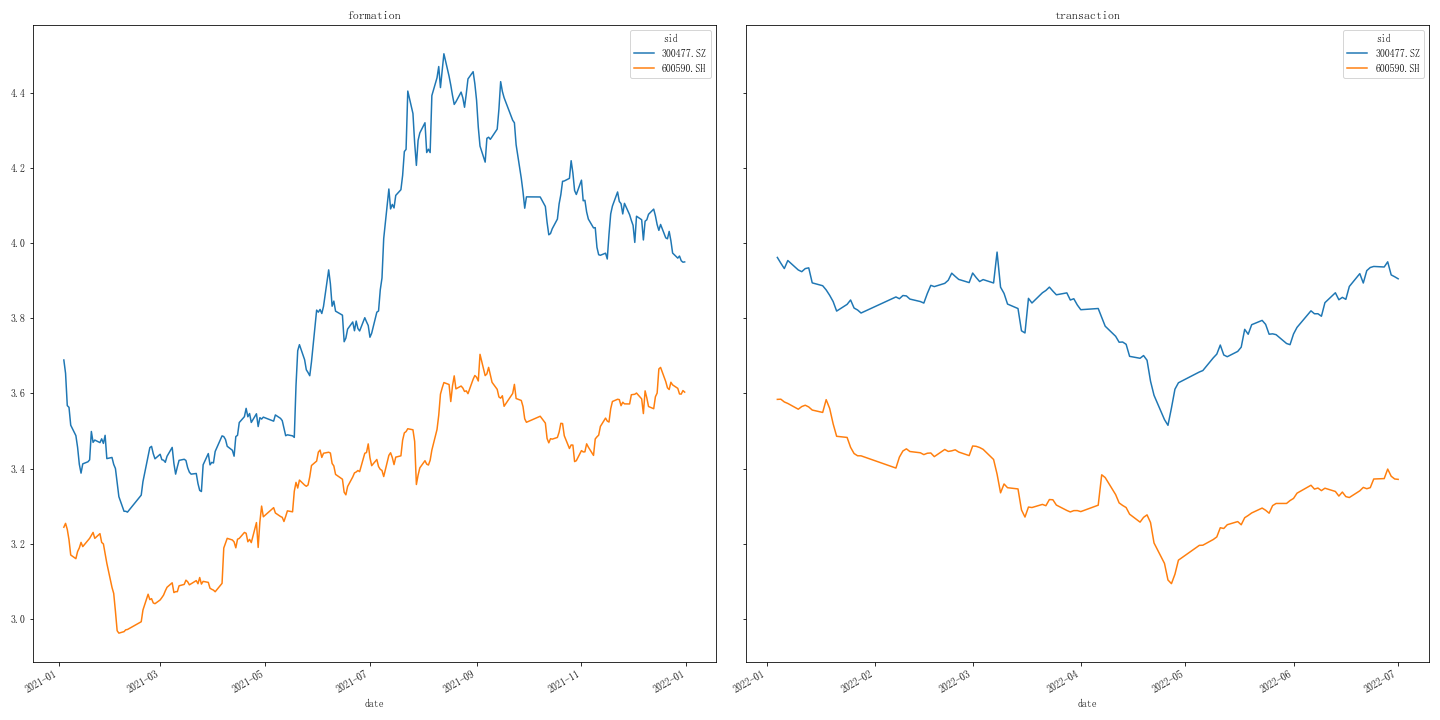 formation
sid
300477.SZ
600590.SH
4.4
4.2
4.0
3.8
3.6
3.4
3.2
3.0
2021-01
2021-03
2021-05
2021-07
2021-09
2021-11
2022-01
date
transaction
sid
300477.SZ
600590.SH
2022-01
2022-02
2022-03
2022-04
2022-05
2022-06
2022-07
date